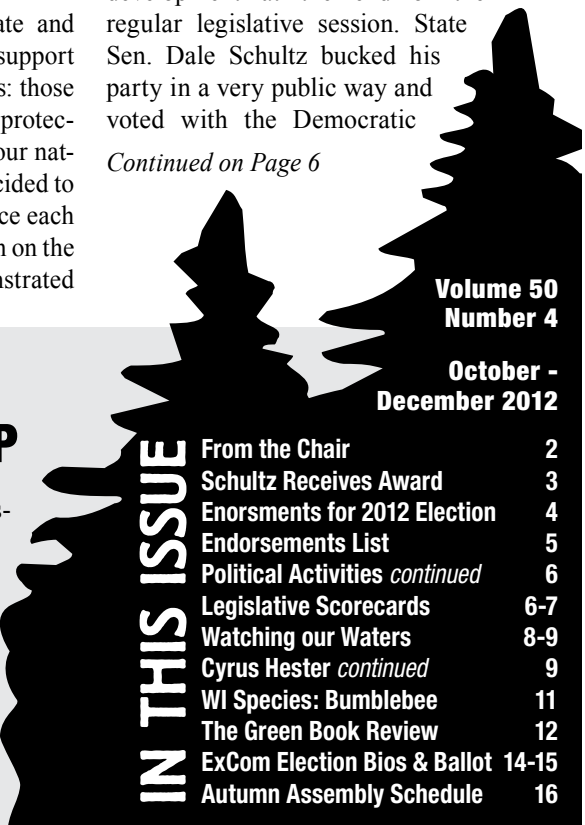 ate and
support
s: those
protec-
our nat-
cided to
ce each
n on the
nstrated
regular legislative session. State
Sen. Dale Schultz bucked his
party in a very public way and
voted with the Democratic
Continued on Page 6
P
s-
Volume 50
Number 4
October -
December 2012
IN THIS ISSUE
From the Chair 2
Schultz Receives Award 3
Enorsments for 2012 Election 4
Endorsements List 5
Political Activities continued 6
Legislative Scorecards 6-7
Watching our Waters 8-9
Cyrus Hester continued 9
WI Species: Bumblebee 11
The Green Book Review 12
ExCom Election Bios & Ballot 14-15
Autumn Assembly Schedule 16